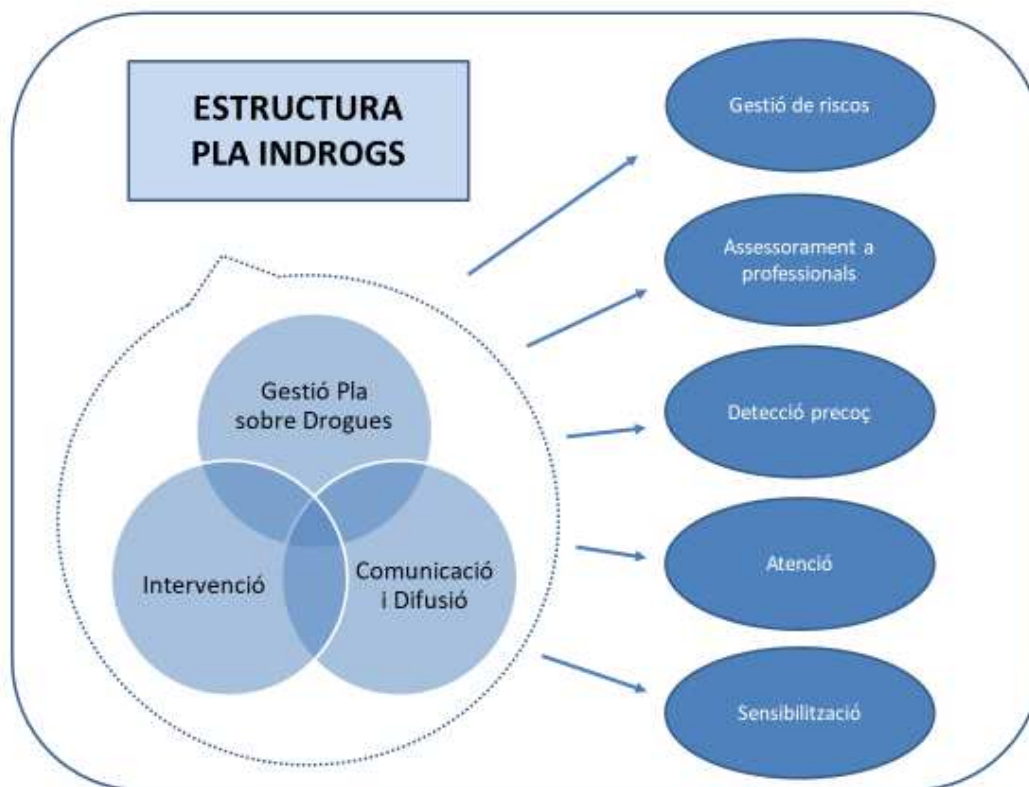 ESTRUCTURA
PLA INDROGS
Gestió Pla
sobre Drogues
Intervenció
Comunicació
i Difusió
Gestió de riscos
Assessorament a
professionals
Detecció precoç
Atenció
Sensibilització